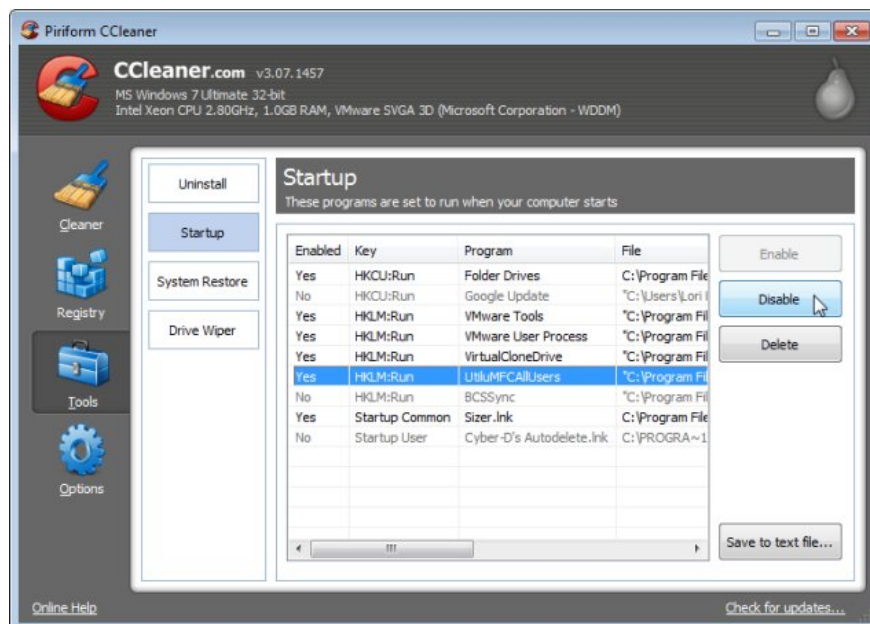 Piriform CCleaner
CCleaner.com v3.07.1457
MS Windows 7 Ultimate 32-bit
Intel Xeon CPU 2.80GHz, 1.0GB RAM, VMware SVGA 3D (Microsoft Corporation - WDDM)
Cleaner
Registry
Tools
Options
Uninstall
Startup
System Restore
Drive Wiper
Startup
These programs are set to run when your computer starts
Enabled Key Program File
Yes HKCU:Run Folder Drives C:\Program File
No HKCU:Run Google Update "C:\Users\Lori
Yes HKLM:Run VMware Tools "C:\Program Fil
Yes HKLM:Run VMware User Process "C:\Program Fil
Yes HKLM:Run VirtualCloneDrive "C:\Program Fil
Yes HKLM:Run UtiluMFCAllUsers "C:\Program Fil
No HKLM:Run BCSSync "C:\Program Fil
Yes Startup Common Sizer.lnk C:\Program File
No Startup User Cyber-D's Autodelete.lnk C:\PROGRA~1
Enable
Disable
Delete
Save to text file...
Online Help
Check for updates...